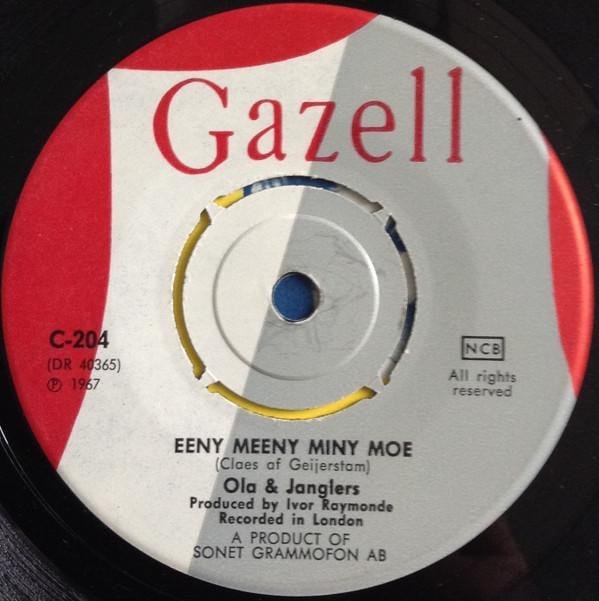 Gazell
C-204
(DR 40365)
℗ 1967
NCB
All rights
reserved
EENY MEENY MINY MOE
(Claes af Geijerstam)
Ola & Janglers
Produced by Ivor Raymonde
Recorded in London
A PRODUCT OF
SONET GRAMMOFON AB